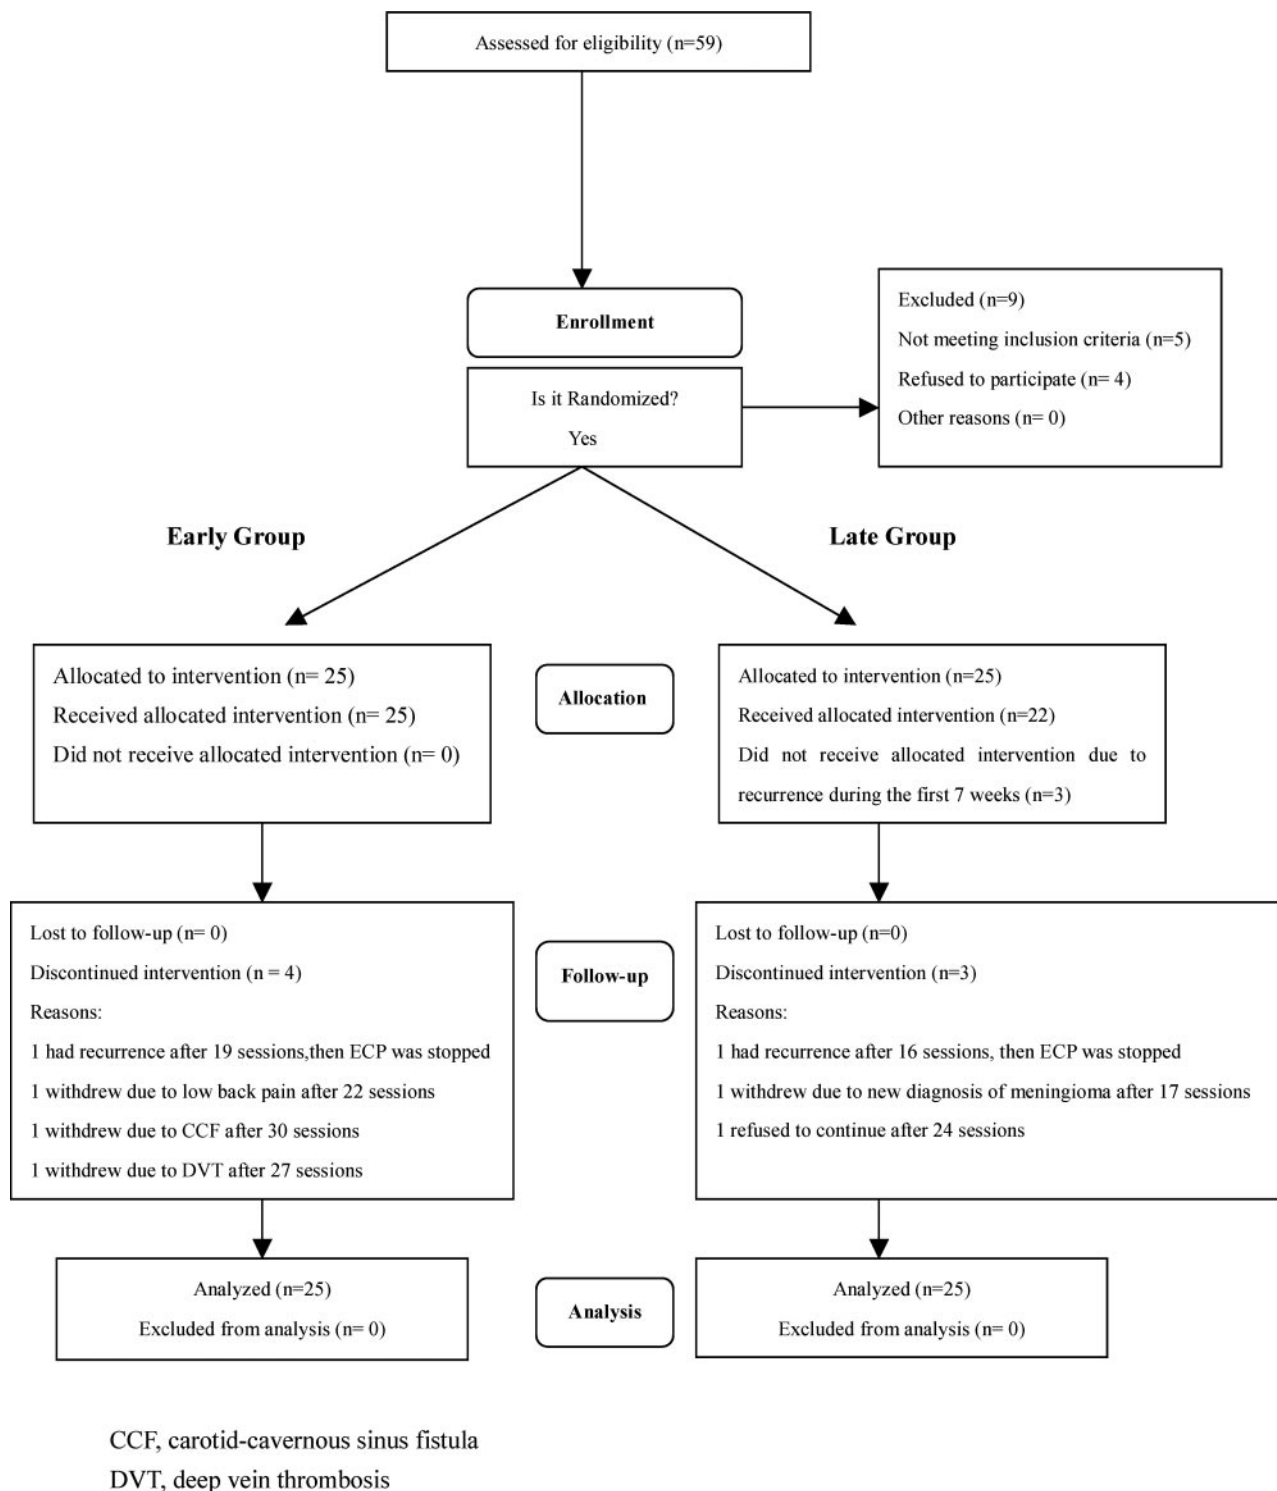 Assessed for eligibility (n=59)
Enrollment
Is it Randomized?
Yes
Excluded (n=9)
Not meeting inclusion criteria (n=5)
Refused to participate (n= 4)
Other reasons (n= 0)
Early Group
Late Group
Allocated to intervention (n= 25)
Received allocated intervention (n= 25)
Did not receive allocated intervention (n= 0)
Allocation
Allocated to intervention (n=25)
Received allocated intervention (n=22)
Did not receive allocated intervention due to
recurrence during the first 7 weeks (n=3)
Lost to follow-up (n= 0)
Discontinued intervention (n = 4)
Reasons:
1 had recurrence after 19 sessions,then ECP was stopped
1 withdrew due to low back pain after 22 sessions
1 withdrew due to CCF after 30 sessions
1 withdrew due to DVT after 27 sessions
Follow-up
Lost to follow-up (n=0)
Discontinued intervention (n=3)
Reasons:
1 had recurrence after 16 sessions, then ECP was stopped
1 withdrew due to new diagnosis of meningioma after 17 sessions
1 refused to continue after 24 sessions
Analyzed (n=25)
Excluded from analysis (n= 0)
Analysis
Analyzed (n=25)
Excluded from analysis (n= 0)
CCF, carotid-cavernous sinus fistula
DVT, deep vein thrombosis